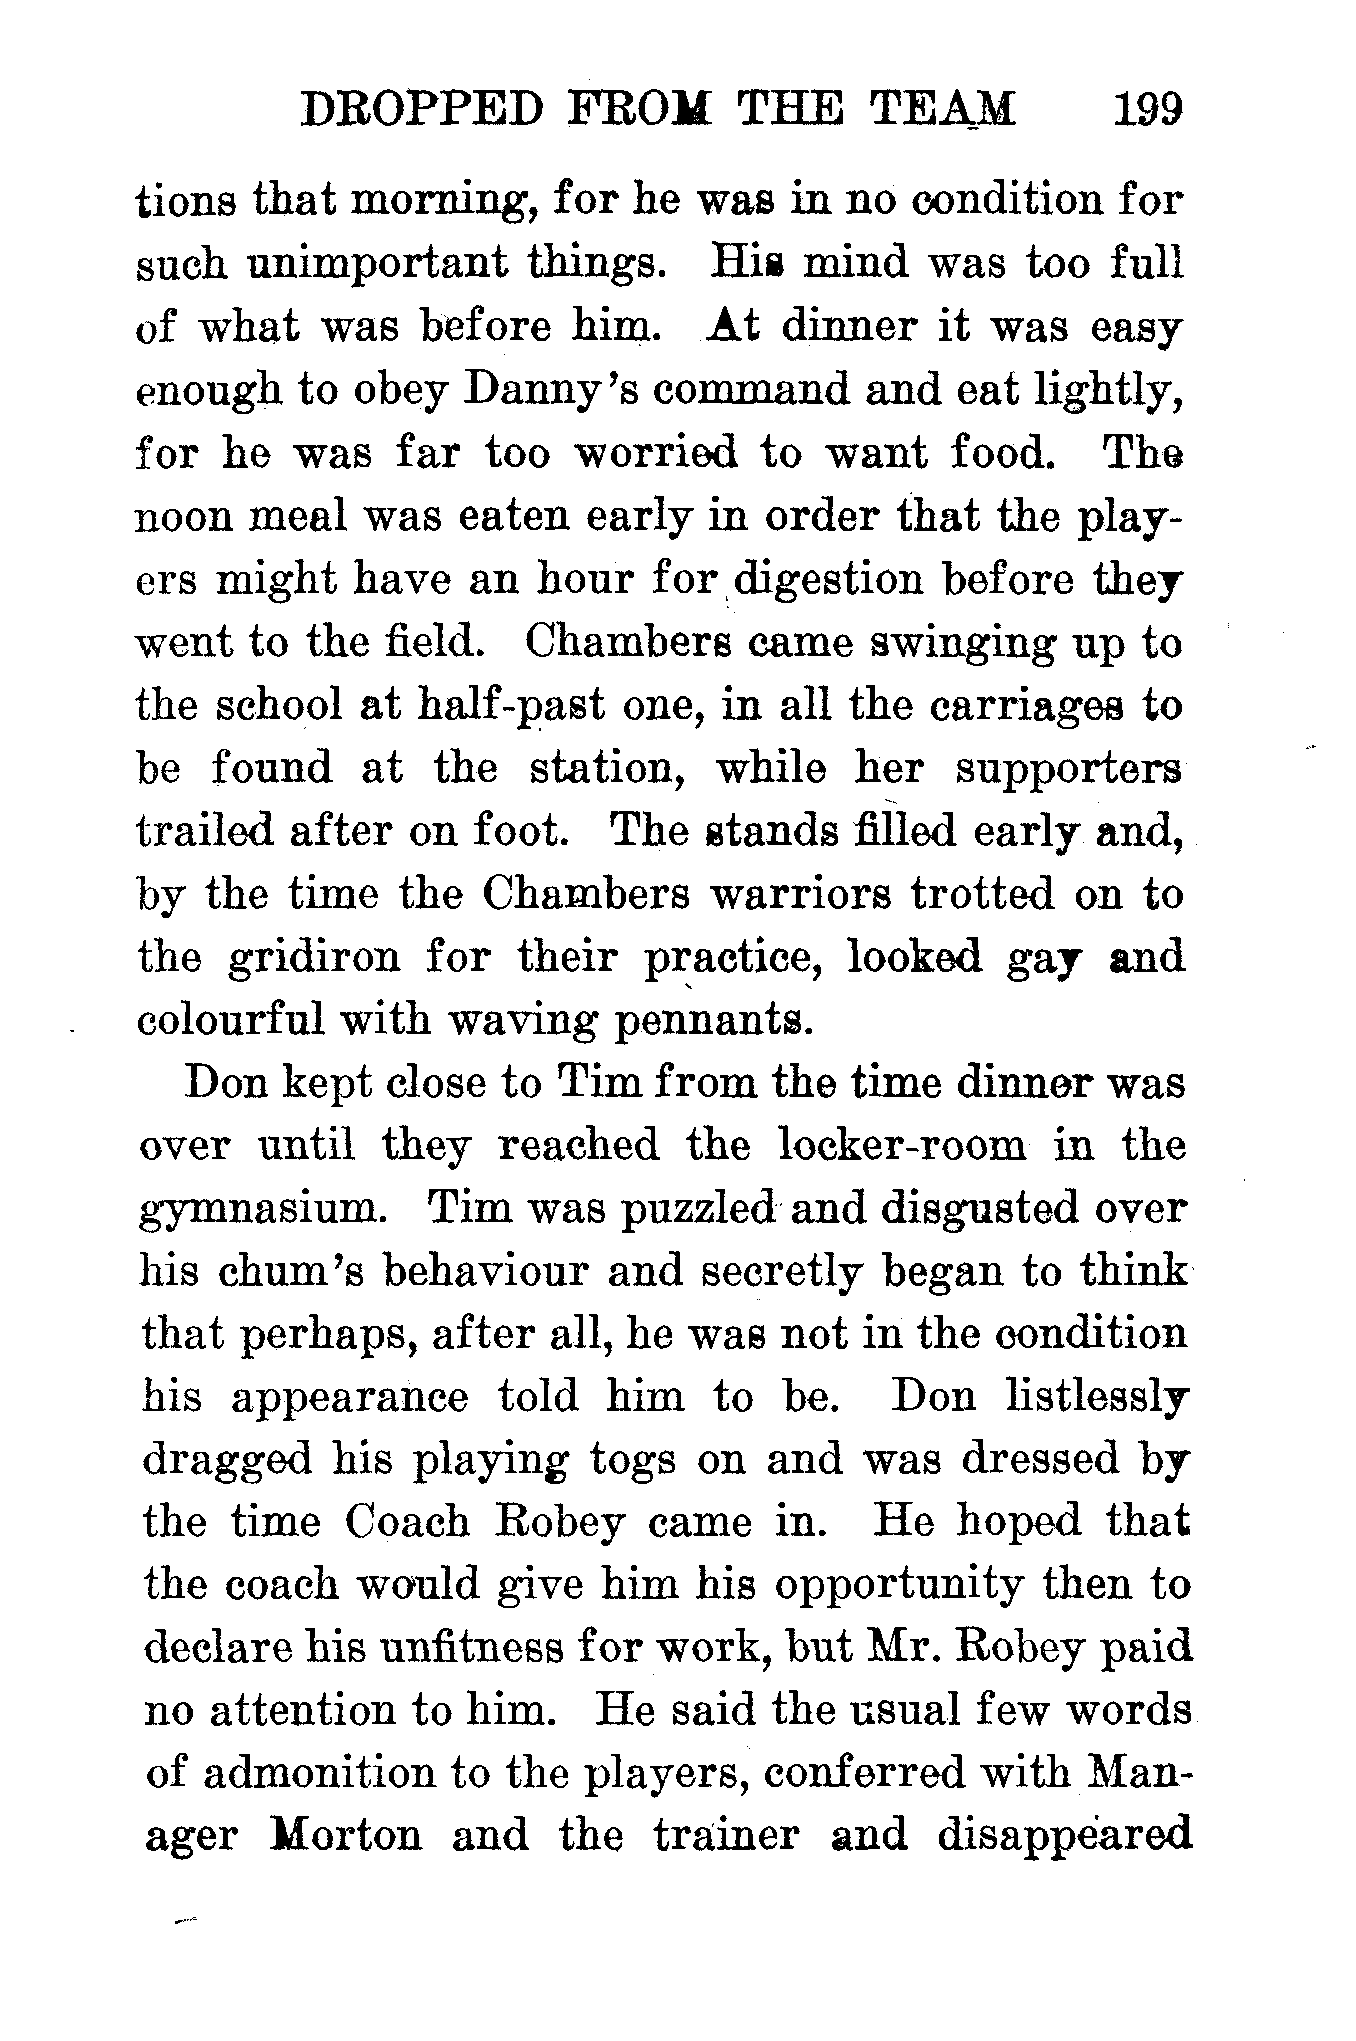 DROPPED FROM THE TEAM 199
tions that morning, for he was in no condition for
such unimportant things. His mind was too full
of what was before him. At dinner it was easy
enough to obey Danny's command and eat lightly,
for he was far too worried to want food. The
noon meal was eaten early in order that the play-
ers might have an hour for digestion before they
went to the field. Chambers came swinging up to
the school at half-past one, in all the carriages to
be found at the station, while her supporters
trailed after on foot. The stands filled early and,
by the time the Chambers warriors trotted on to
the gridiron for their practice, looked gay and
colourful with waving pennants.
Don kept close to Tim from the time dinner was
over until they reached the locker-room in the
gymnasium. Tim was puzzled and disgusted over
his chum's behaviour and secretly began to think
that perhaps, after all, he was not in the condition
his appearance told him to be. Don listlessly
dragged his playing togs on and was dressed by
the time Coach Robey came in. He hoped that
the coach would give him his opportunity then to
declare his unfitness for work, but Mr. Robey paid
no attention to him. He said the usual few words
of admonition to the players, conferred with Man-
ager Morton and the trainer and disappeared